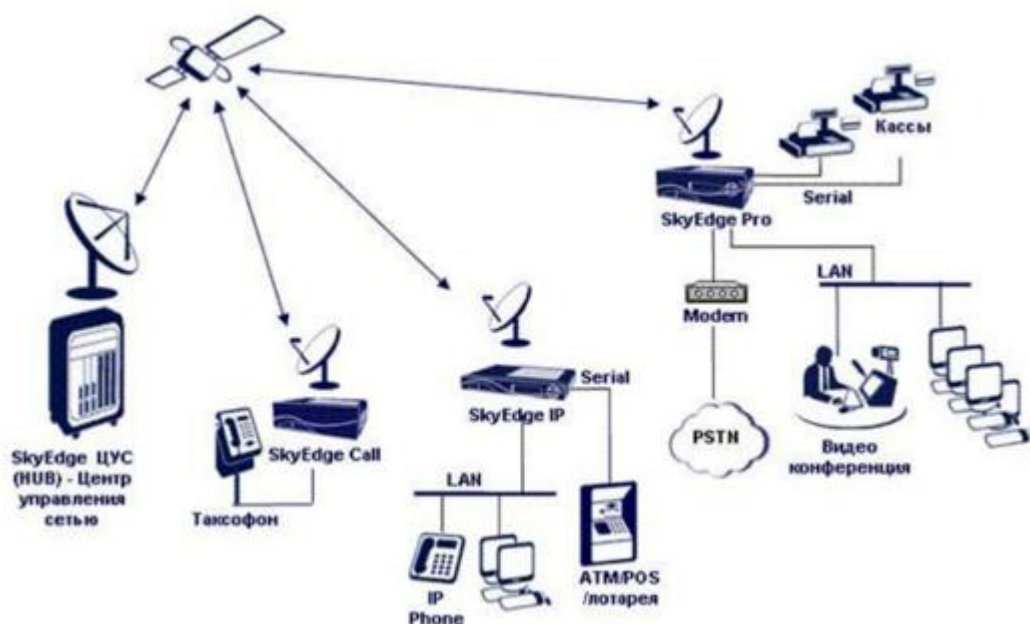 Кассы
Serial
SkyEdge Pro
LAN
Modem
Serial
SkyEdge IP
PSTN
Видео
конференция
SkyEdge ЦУС
(HUB) - Центр
управления
сетью
SkyEdge Call
Таксофон
LAN
IP
Phone
ATM/POS
/лотарея